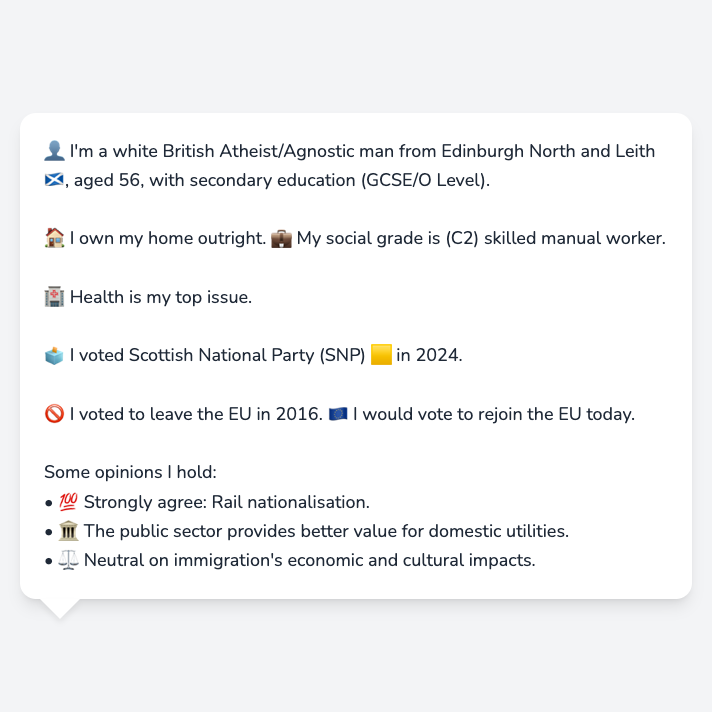 👤 I'm a white British Atheist/Agnostic man from Edinburgh North and Leith
🏴󠁧󠁢󠁳󠁣󠁴󠁿, aged 56, with secondary education (GCSE/O Level).
🏠 I own my home outright. 💼 My social grade is (C2) skilled manual worker.
🏥 Health is my top issue.
🗳️ I voted Scottish National Party (SNP) 🟨 in 2024.
🚫 I voted to leave the EU in 2016. 🇪🇺 I would vote to rejoin the EU today.
Some opinions I hold:
• 💯 Strongly agree: Rail nationalisation.
• 🏛️ The public sector provides better value for domestic utilities.
• ⚖️ Neutral on immigration's economic and cultural impacts.